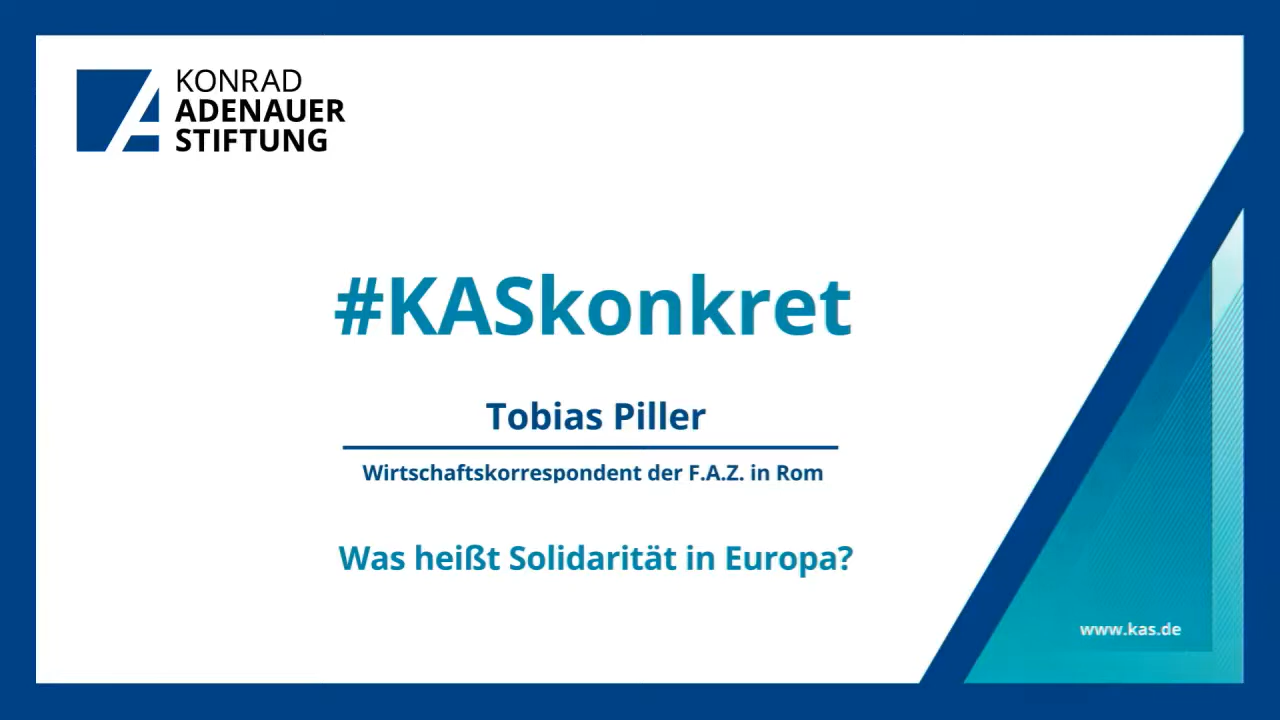 KONRAD
ADENAUER
STIFTUNG
#KASkonkret
Tobias Piller
Wirtschaftskorrespondent der F.A.Z. in Rom
Was heißt Solidarität in Europa?
www.kas.de